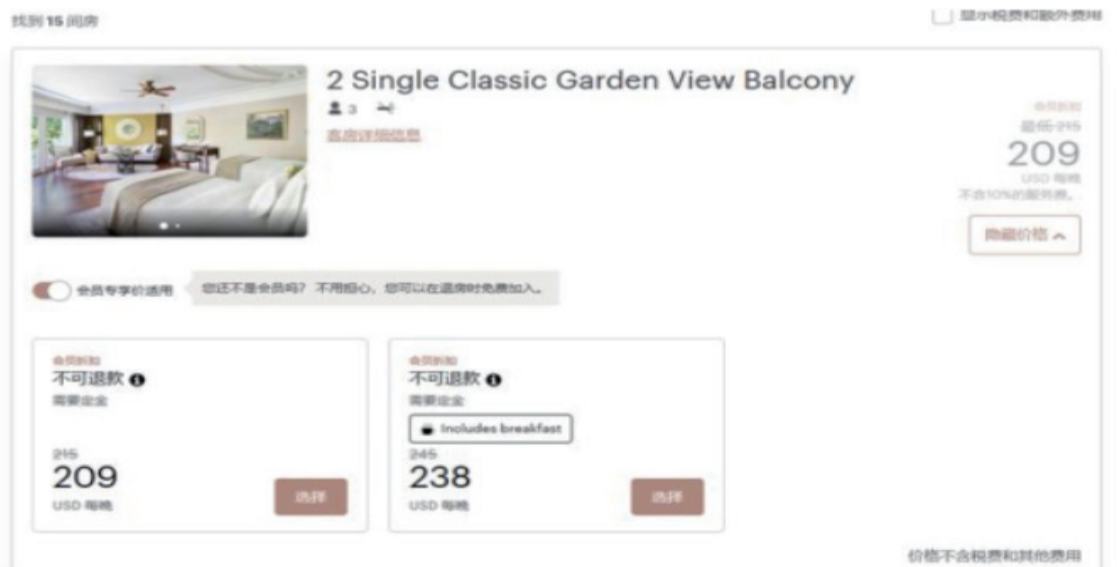 找到 15 间房
显示税费和额外费用
2 Single Classic Garden View Balcony
3
客房详细信息
会员折扣
最低 215
209
USD 每晚
不含10%的服务费。
隐藏价格
会员专享价适用
您还不是会员吗？ 不用担心，您可以在退房时免费加入。
会员折扣
不可退款
需要定金
215
209
USD 每晚
选择
会员折扣
不可退款
需要定金
Includes breakfast
245
238
USD 每晚
选择
价格不含税费和其他费用